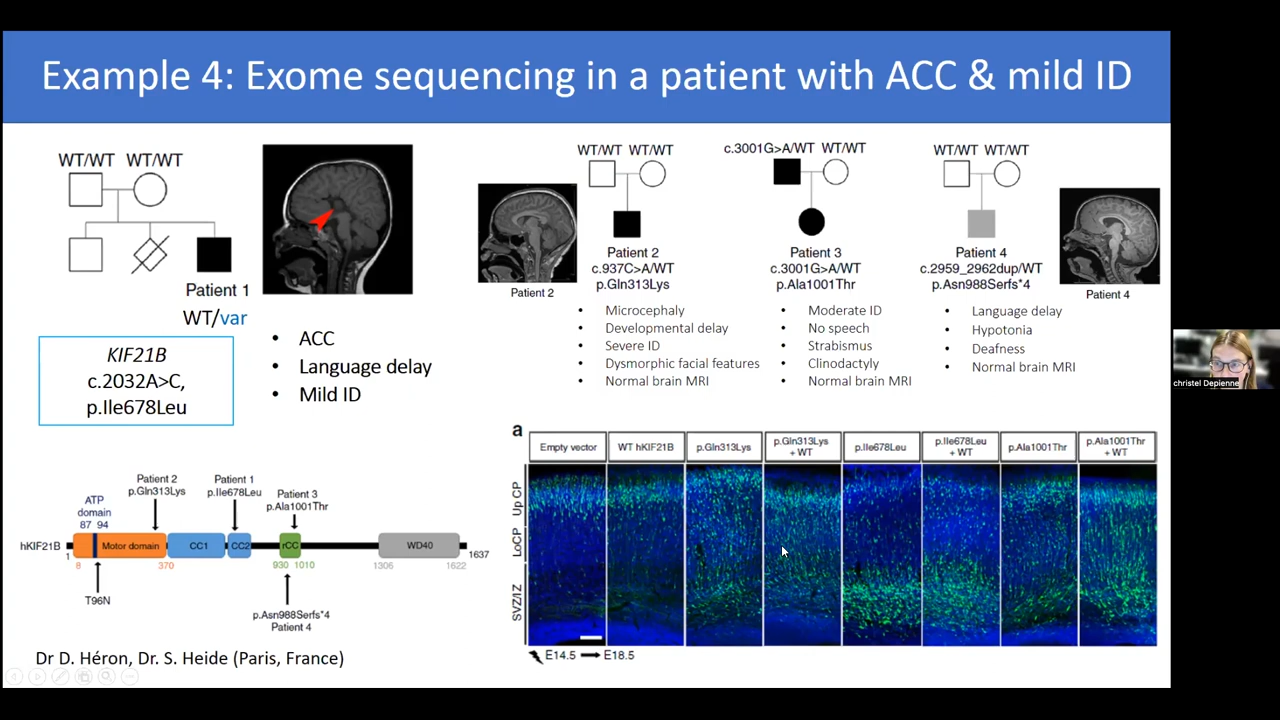 Example 4: Exome sequencing in a patient with ACC & mild ID
WT/WT WT/WT
Patient 1
WT/var
KIF21B
c.2032A>C,
p.Ile678Leu
• ACC
• Language delay
• Mild ID
Patient 2
WT/WT WT/WT
Patient 2
c.937C>A/WT
p.Gln313Lys
• Microcephaly
• Developmental delay
• Severe ID
• Dysmorphic facial features
• Normal brain MRI
c.3001G>A/WT WT/WT
Patient 3
c.3001G>A/WT
p.Ala1001Thr
• Moderate ID
• No speech
• Strabismus
• Clinodactyly
• Normal brain MRI
WT/WT WT/WT
Patient 4
c.2959_2962dup/WT
p.Asn988Serfs*4
• Language delay
• Hypotonia
• Deafness
• Normal brain MRI
Patient 4
christel Depienne
Patient 2
p.Gln313Lys
Patient 1
p.Ile678Leu
Patient 3
p.Ala1001Thr
ATP
domain
87 94
hKIF21B
Motor domain
CC1
CC2
rCC
WD40
1
8
370
930 1010
1306
1622
1637
T96N
p.Asn988Serfs*4
Patient 4
a
Empty vector
WT hKIF21B
p.Gln313Lys
p.Gln313Lys
+ WT
p.Ile678Leu
p.Ile678Leu
+ WT
p.Ala1001Thr
p.Ala1001Thr
+ WT
Up CP
LoCP
SVZ/IZ
E14.5
E18.5
Dr D. Héron, Dr. S. Heide (Paris, France)